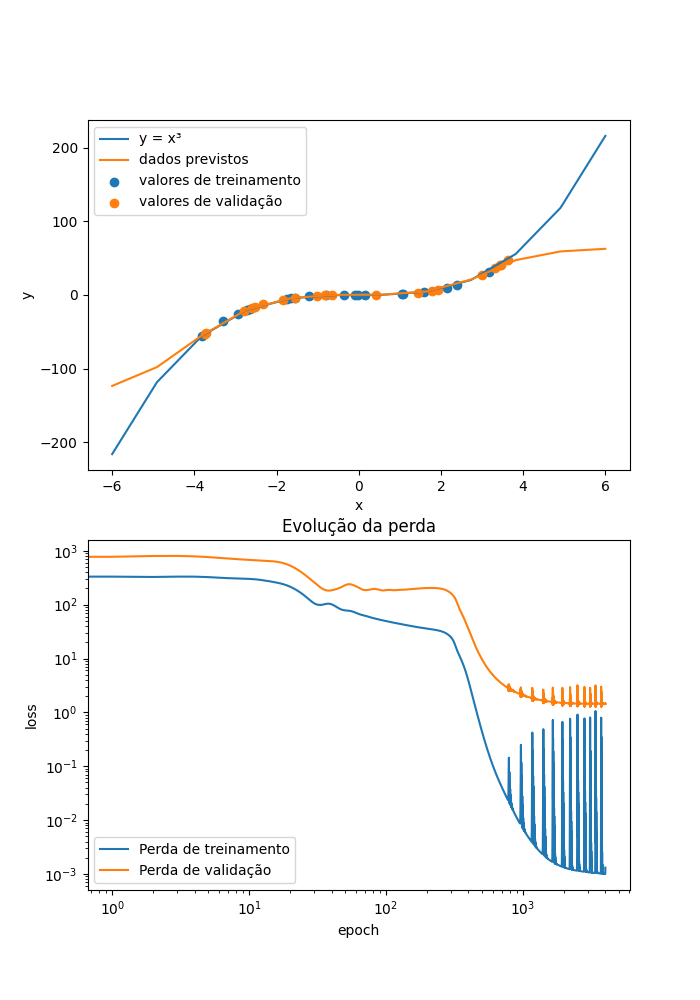 y = x³
dados previstos
valores de treinamento
valores de validação
200
100
0
−100
−200
y
−6 −4 −2 0 2 4 6
x
Evolução da perda
10³
10²
10¹
10⁰
10⁻¹
10⁻²
10⁻³
loss
Perda de treinamento
Perda de validação
10⁰ 10¹ 10² 10³
epoch